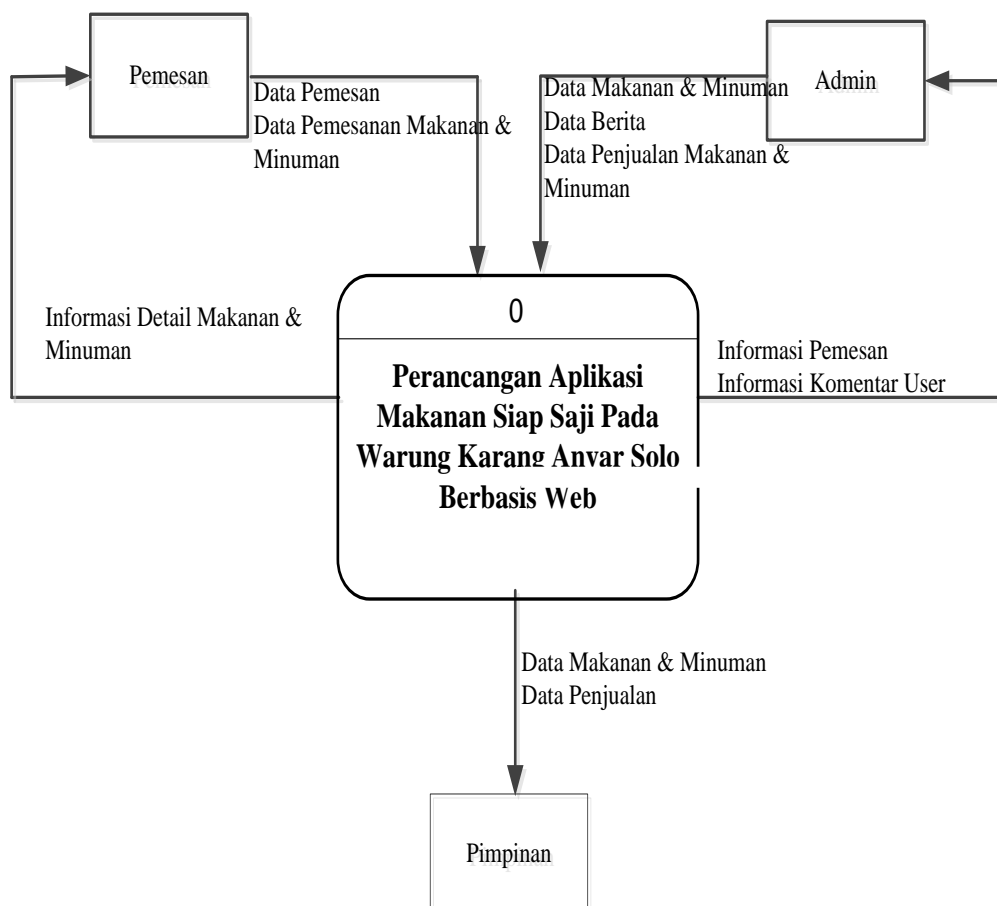 Pemesan
Data Pemesan
Data Pemesanan Makanan &
Minuman
Admin
Data Makanan & Minuman
Data Berita
Data Penjualan Makanan &
Minuman
Informasi Detail Makanan &
Minuman
0
Perancangan Aplikasi
Makanan Siap Saji Pada
Warung Karang Anyar Solo
Berbasis Web
Informasi Pemesan
Informasi Komentar User
Data Makanan & Minuman
Data Penjualan
Pimpinan